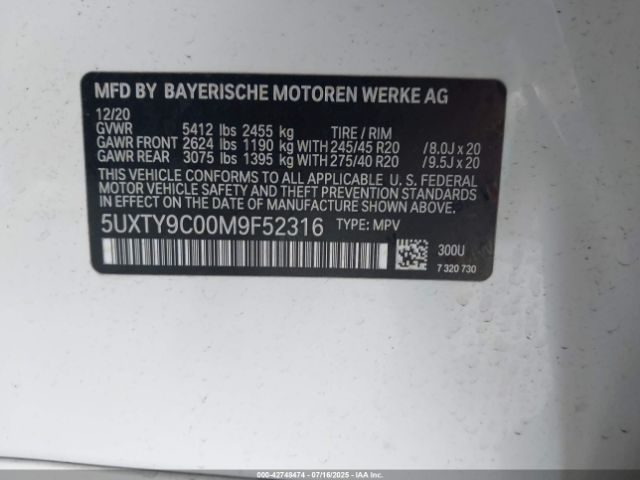 MFD BY BAYERISCHE MOTOREN WERKE AG
12/20
GVWR 5412 lbs 2455 kg TIRE / RIM
GAWR FRONT 2624 lbs 1190 kg WITH 245/45 R20 /8.0J x 20
GAWR REAR 3075 lbs 1395 kg WITH 275/40 R20 /9.5J x 20
THIS VEHICLE CONFORMS TO ALL APPLICABLE U. S. FEDERAL
MOTOR VEHICLE SAFETY, BUMPER, AND THEFT PREVENTION STANDARDS
IN EFFECT ON THE DATE OF MANUFACTURE SHOWN ABOVE.
5UXTY9C00M9F52316 TYPE: MPV
300U
7 320 730
000-42748474 - 07/16/2025 - IAA Inc.